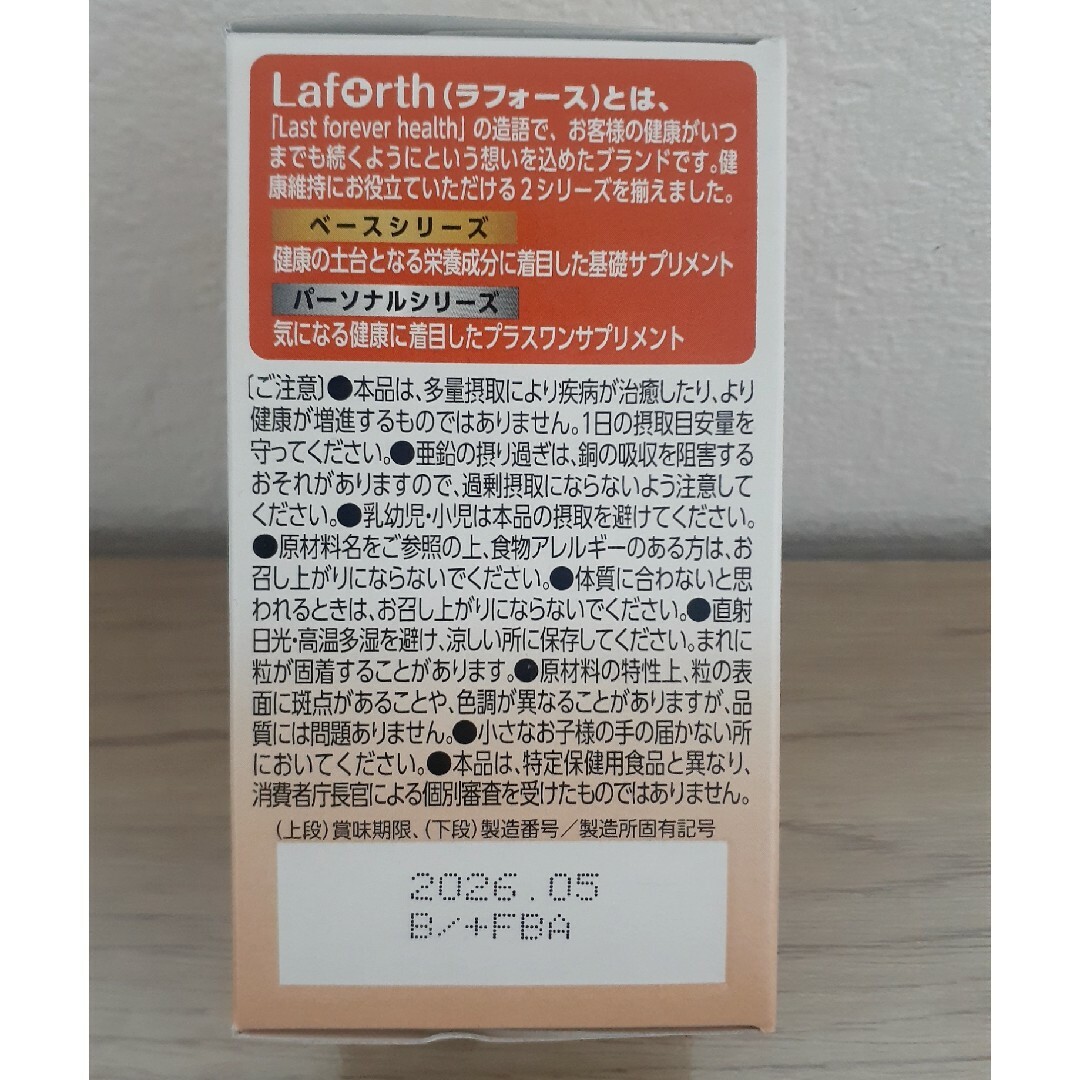 Laforth(ラフォース)とは、
「Last forever health」の造語で、お客様の健康がいつ
までも続くようにという想いを込めたブランドです。健
康維持にお役立ていただける2シリーズを揃えました。
ベースシリーズ
健康の土台となる栄養成分に着目した基礎サプリメント
パーソナルシリーズ
気になる健康に着目したプラスワンサプリメント
〔ご注意〕●本品は、多量摂取により疾病が治癒したり、より
健康が増進するものではありません。1日の摂取目安量を
守ってください。●亜鉛の摂り過ぎは、銅の吸収を阻害する
おそれがありますので、過剰摂取にならないよう注意して
ください。●乳幼児・小児は本品の摂取を避けてください。
●原材料名をご参照の上、食物アレルギーのある方は、お
召し上がりにならないでください。●体質に合わないと思
われるときは、お召し上がりにならないでください。●直射
日光・高温多湿を避け、涼しい所に保存してください。まれに
粒が固着することがあります。●原材料の特性上、粒の表
面に斑点があることや、色調が異なることがありますが、品
質には問題ありません。●小さなお子様の手の届かない所
においてください。●本品は、特定保健用食品と異なり、
消費者庁長官による個別審査を受けたものではありません。
(上段)賞味期限、(下段)製造番号/製造所固有記号
2026.05
B/+FBA